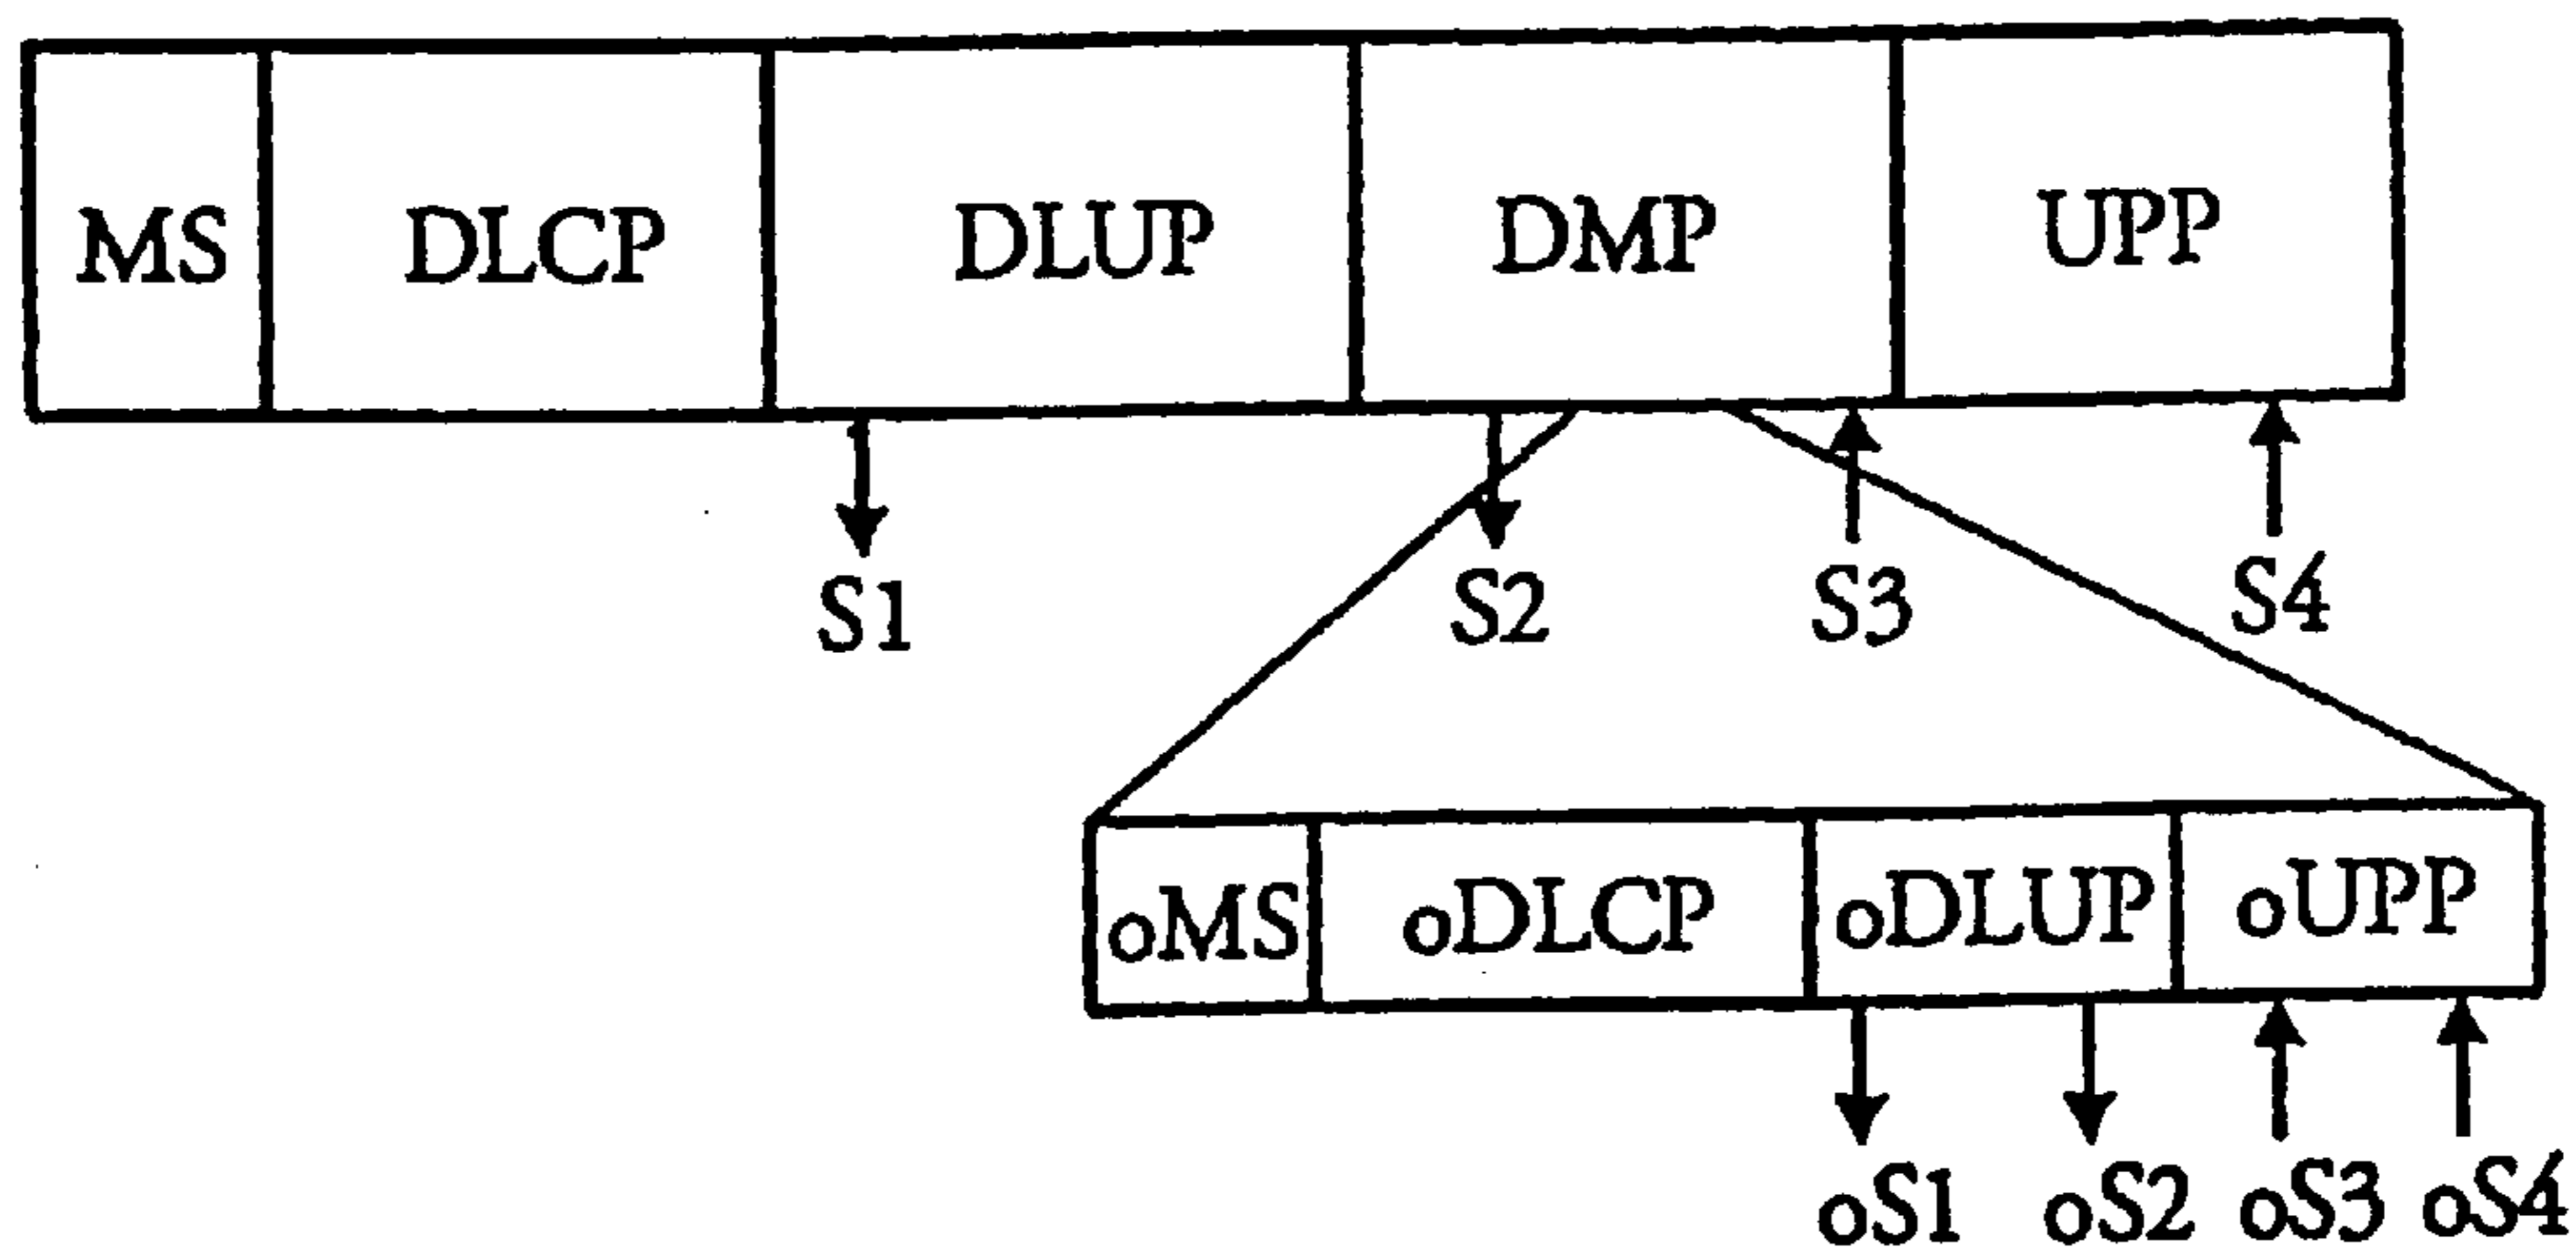 MS DLCP DLUP DMP UPP
S1 S2 S3 S4
oMS oDLCP oDLUP oUPP
oS1 oS2 oS3 oS4